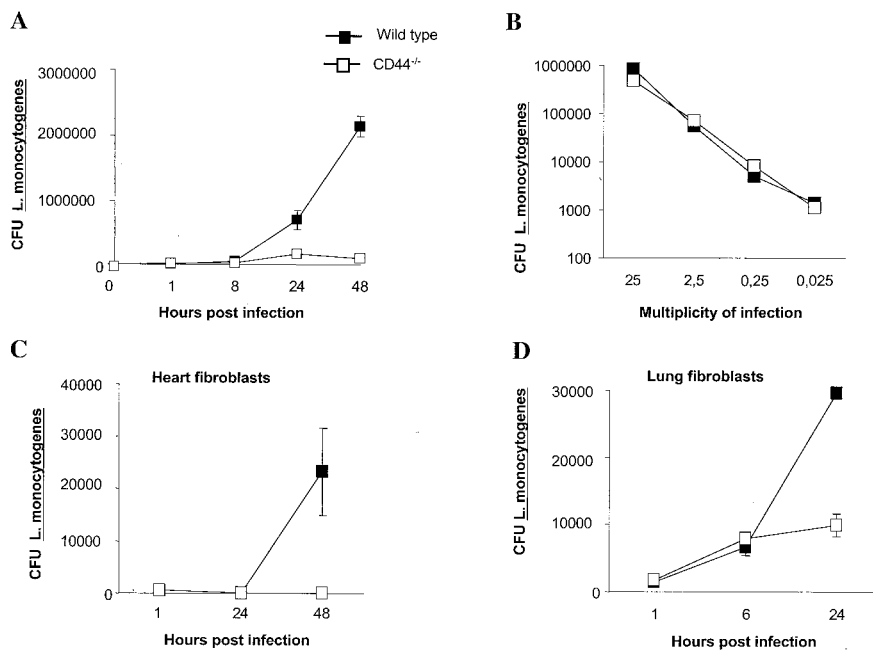 A
Wild type
CD44-/-
CFU L. monocytogenes
3000000
2000000
1000000
0
0 1 8 24 48
Hours post infection
B
CFU L. monocytogenes
1000000
100000
10000
1000
100
25 2,5 0,25 0,025
Multiplicity of infection
C
Heart fibroblasts
CFU L. monocytogenes
40000
30000
20000
10000
0
1 24 48
Hours post infection
D
Lung fibroblasts
CFU L. monocytogenes
30000
20000
10000
0
1 6 24
Hours post infection